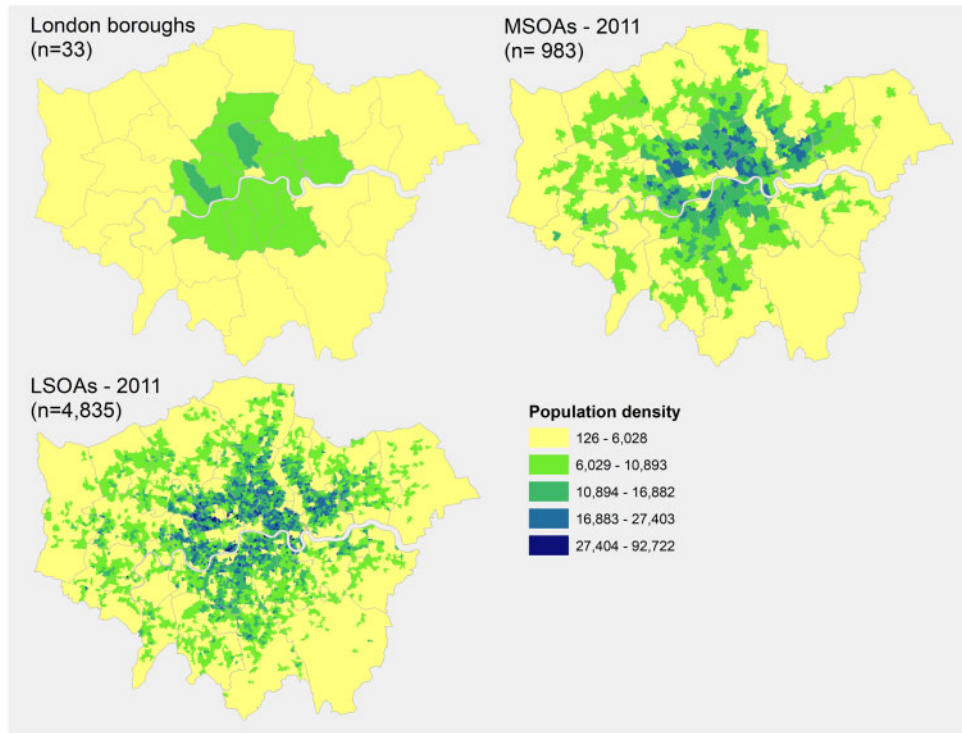 London boroughs
(n=33)
MSOAs - 2011
(n= 983)
LSOAs - 2011
(n=4,835)
Population density
126 - 6,028
6,029 - 10,893
10,894 - 16,882
16,883 - 27,403
27,404 - 92,722